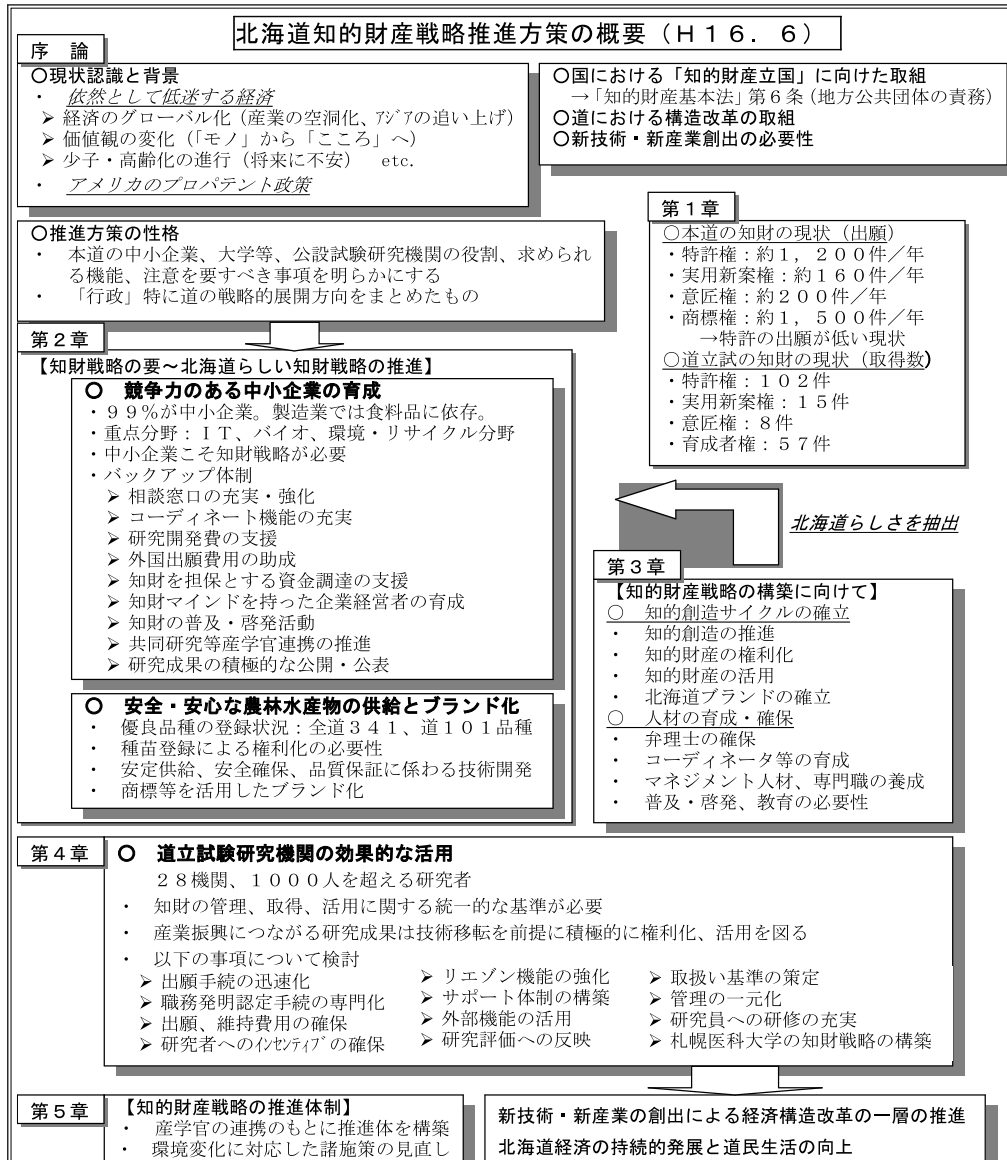 北海道知的財産戦略推進方策の概要（Ｈ１６．６）
序　論
○現状認識と背景
・　依然として低迷する経済
➢ 経済のグローバル化（産業の空洞化、ｱｼﾞｱの追い上げ）
➢ 価値観の変化（「モノ」から「こころ」へ）
➢ 少子・高齢化の進行（将来に不安）　etc.
・　アメリカのプロパテント政策
○国における「知的財産立国」に向けた取組
→「知的財産基本法」第６条（地方公共団体の責務）
○道における構造改革の取組
○新技術・新産業創出の必要性
○推進方策の性格
・　本道の中小企業、大学等、公設試験研究機関の役割、求められ
る機能、注意を要すべき事項を明らかにする
・　「行政」特に道の戦略的展開方向をまとめたもの
第１章
○本道の知財の現状（出願）
・特許権：約１，２００件／年
・実用新案権：約１６０件／年
・意匠権：約２００件／年
・商標権：約１，５００件／年
→特許の出願が低い現状
○道立試の知財の現状（取得数）
・特許権：１０２件
・実用新案権：１５件
・意匠権：８件
・育成者権：５７件
第２章
【知財戦略の要～北海道らしい知財戦略の推進】
○　競争力のある中小企業の育成
・９９％が中小企業。製造業では食料品に依存。
・重点分野：ＩＴ、バイオ、環境・リサイクル分野
・中小企業こそ知財戦略が必要
・バックアップ体制
➢ 相談窓口の充実・強化
➢ コーディネート機能の充実
➢ 研究開発費の支援
➢ 外国出願費用の助成
➢ 知財を担保とする資金調達の支援
➢ 知財マインドを持った企業経営者の育成
➢ 知財の普及・啓発活動
➢ 共同研究等産学官連携の推進
➢ 研究成果の積極的な公開・公表
○　安全・安心な農林水産物の供給とブランド化
・　優良品種の登録状況：全道３４１、道１０１品種
・　種苗登録による権利化の必要性
・　安定供給、安全確保、品質保証に係わる技術開発
・　商標等を活用したブランド化
北海道らしさを抽出
第３章
【知的財産戦略の構築に向けて】
○　知的創造サイクルの確立
・　知的創造の推進
・　知的財産の権利化
・　知的財産の活用
・　北海道ブランドの確立
○　人材の育成・確保
・　弁理士の確保
・　コーディネータ等の育成
・　マネジメント人材、専門職の養成
・　普及・啓発、教育の必要性
第４章
○　道立試験研究機関の効果的な活用
２８機関、１０００人を超える研究者
・　知財の管理、取得、活用に関する統一的な基準が必要
・　産業振興につながる研究成果は技術移転を前提に積極的に権利化、活用を図る
・　以下の事項について検討
➢ 出願手続の迅速化
➢ 職務発明認定手続の専門化
➢ 出願、維持費用の確保
➢ 研究者へのｲﾝｾﾝﾃｨﾌﾞの確保
➢ リエゾン機能の強化
➢ サポート体制の構築
➢ 外部機能の活用
➢ 研究評価への反映
➢ 取扱い基準の策定
➢ 管理の一元化
➢ 研究員への研修の充実
➢ 札幌医科大学の知財戦略の構築
第５章
【知的財産戦略の推進体制】
・　産学官の連携のもとに推進体を構築
・　環境変化に対応した諸施策の見直し
新技術・新産業の創出による経済構造改革の一層の推進
北海道経済の持続的発展と道民生活の向上